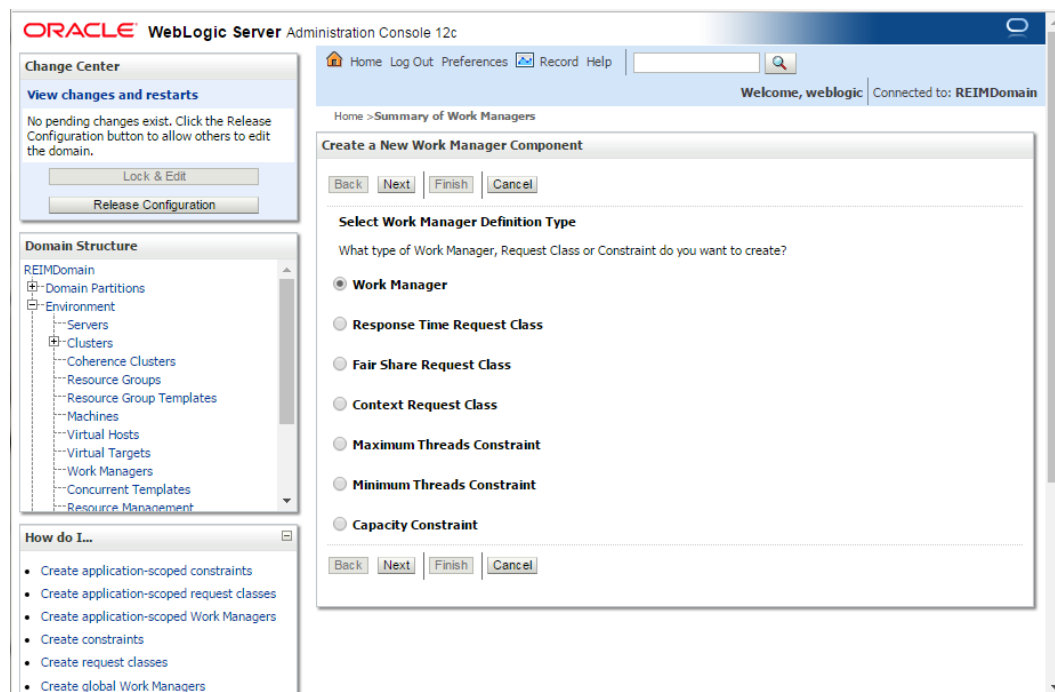 ORACLE WebLogic Server Administration Console 12c
Change Center
View changes and restarts
No pending changes exist. Click the Release
Configuration button to allow others to edit
the domain.
Lock & Edit
Release Configuration
Domain Structure
REIMDomain
Domain Partitions
Environment
Servers
Clusters
Coherence Clusters
Resource Groups
Resource Group Templates
Machines
Virtual Hosts
Virtual Targets
Work Managers
Concurrent Templates
Resource Management
How do I...
Create application-scoped constraints
Create application-scoped request classes
Create application-scoped Work Managers
Create constraints
Create request classes
Create global Work Managers
Home Log Out Preferences Record Help
Welcome, weblogic Connected to: REIMDomain
Home >Summary of Work Managers
Create a New Work Manager Component
Back Next Finish Cancel
Select Work Manager Definition Type
What type of Work Manager, Request Class or Constraint do you want to create?
Work Manager
Response Time Request Class
Fair Share Request Class
Context Request Class
Maximum Threads Constraint
Minimum Threads Constraint
Capacity Constraint
Back Next Finish Cancel